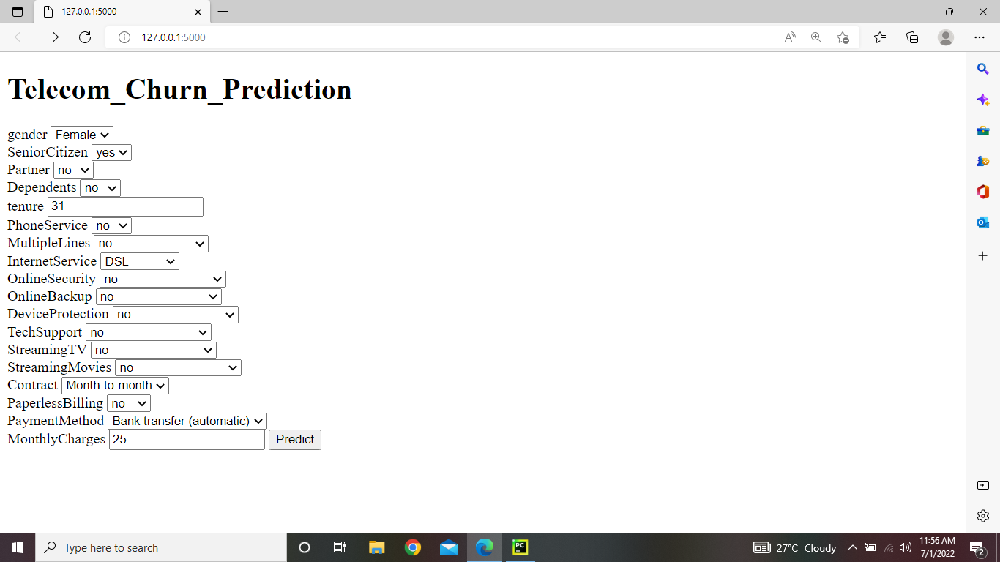 127.0.0.1:5000
127.0.0.1:5000
Telecom_Churn_Prediction
gender Female
SeniorCitizen yes
Partner no
Dependents no
tenure 31
PhoneService no
MultipleLines no
InternetService DSL
OnlineSecurity no
OnlineBackup no
DeviceProtection no
TechSupport no
StreamingTV no
StreamingMovies no
Contract Month-to-month
PaperlessBilling no
PaymentMethod Bank transfer (automatic)
MonthlyCharges 25 Predict
Type here to search
PC
27°C Cloudy
11:56 AM
7/1/2022
2